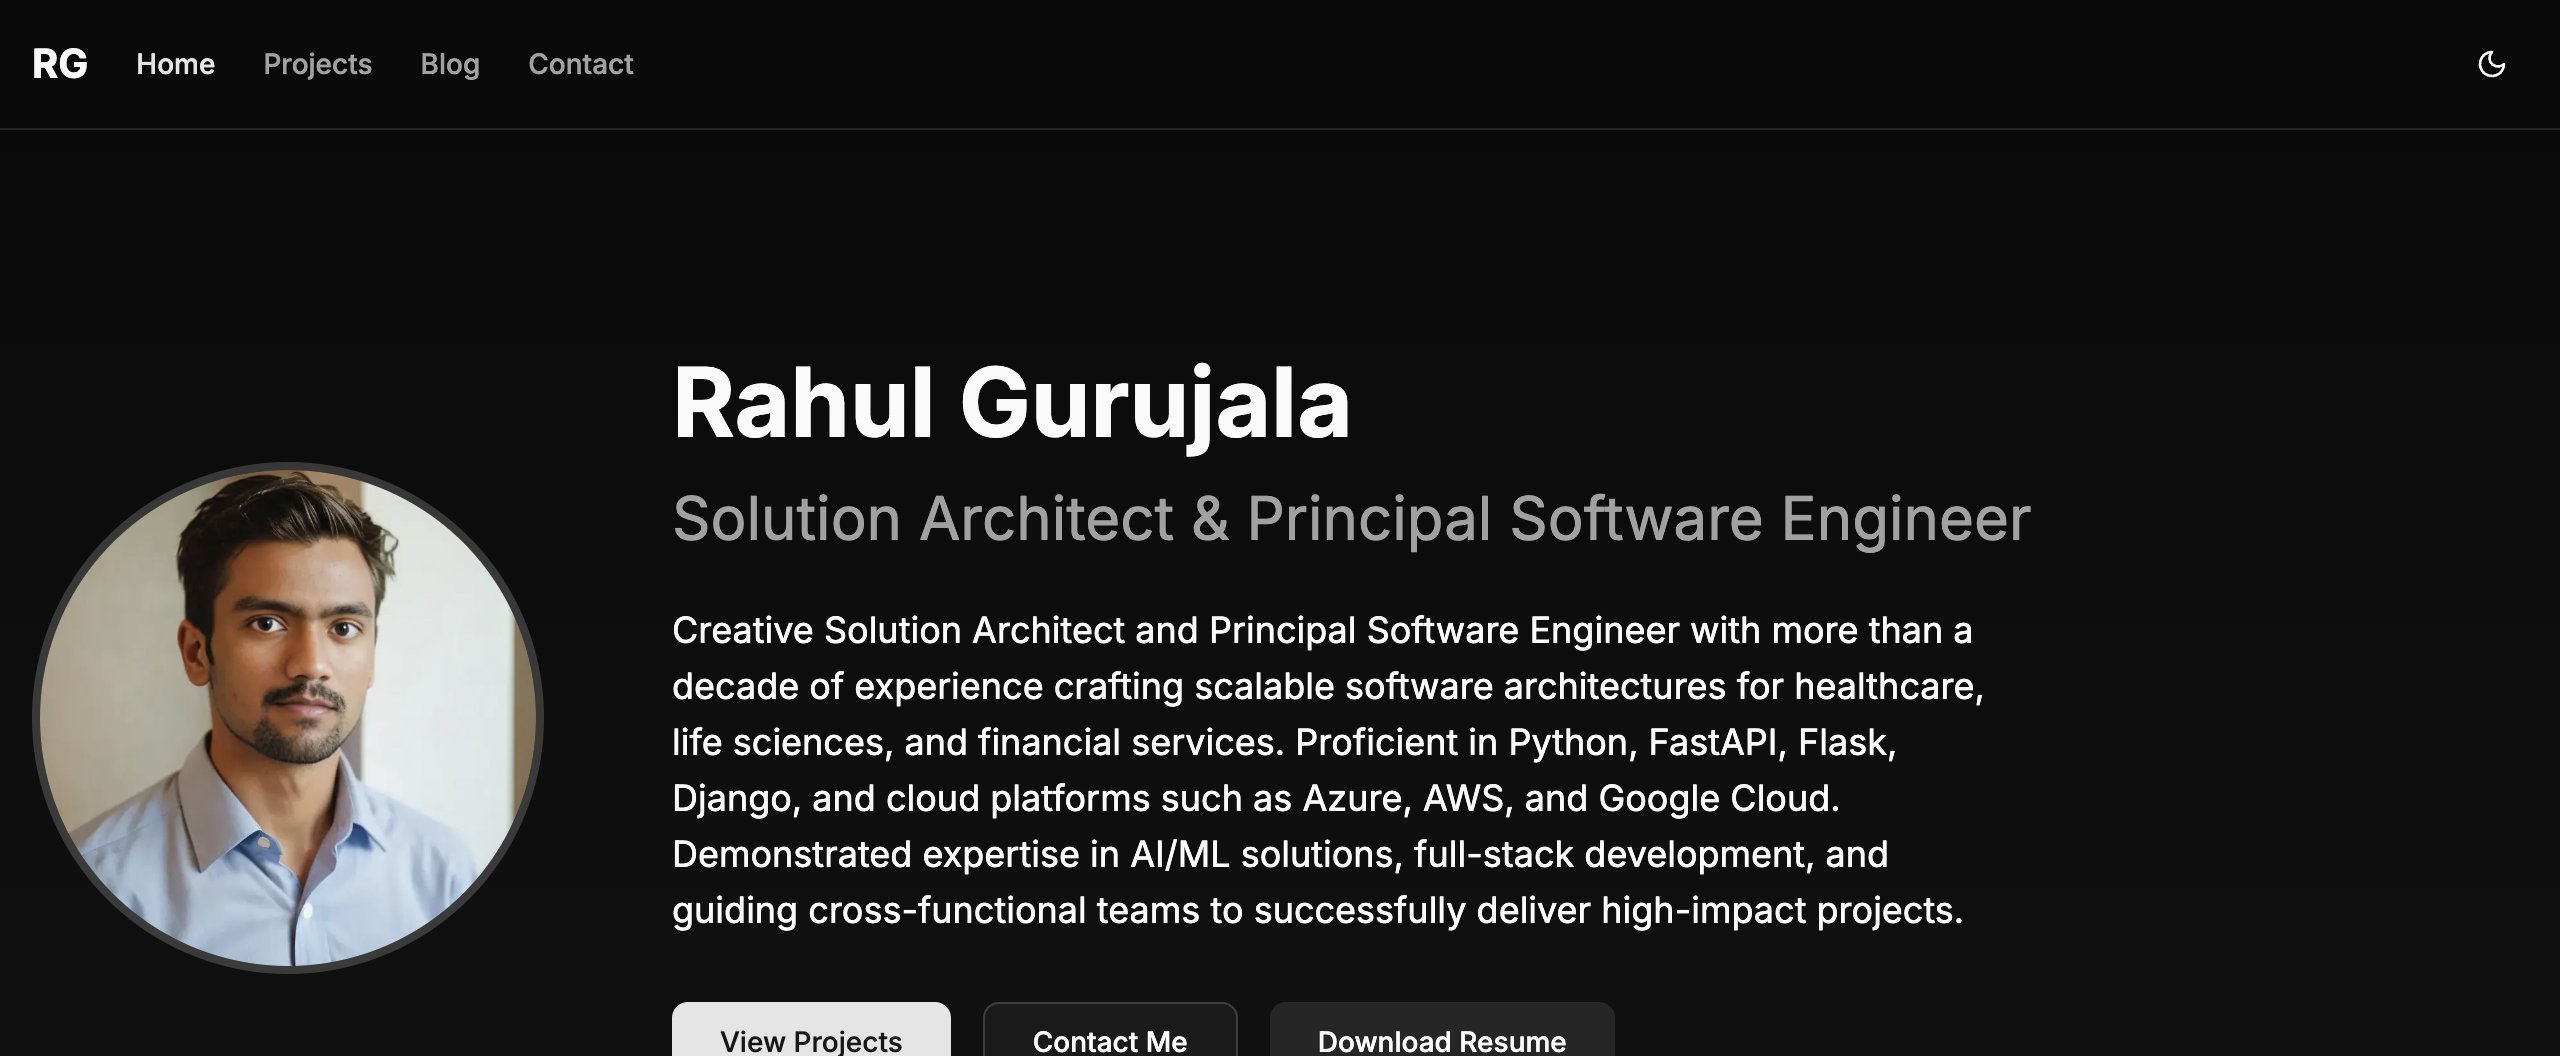 RG Home Projects Blog Contact
Rahul Gurujala
Solution Architect & Principal Software Engineer
Creative Solution Architect and Principal Software Engineer with more than a
decade of experience crafting scalable software architectures for healthcare,
life sciences, and financial services. Proficient in Python, FastAPI, Flask,
Django, and cloud platforms such as Azure, AWS, and Google Cloud.
Demonstrated expertise in AI/ML solutions, full-stack development, and
guiding cross-functional teams to successfully deliver high-impact projects.
View Projects Contact Me Download Resume